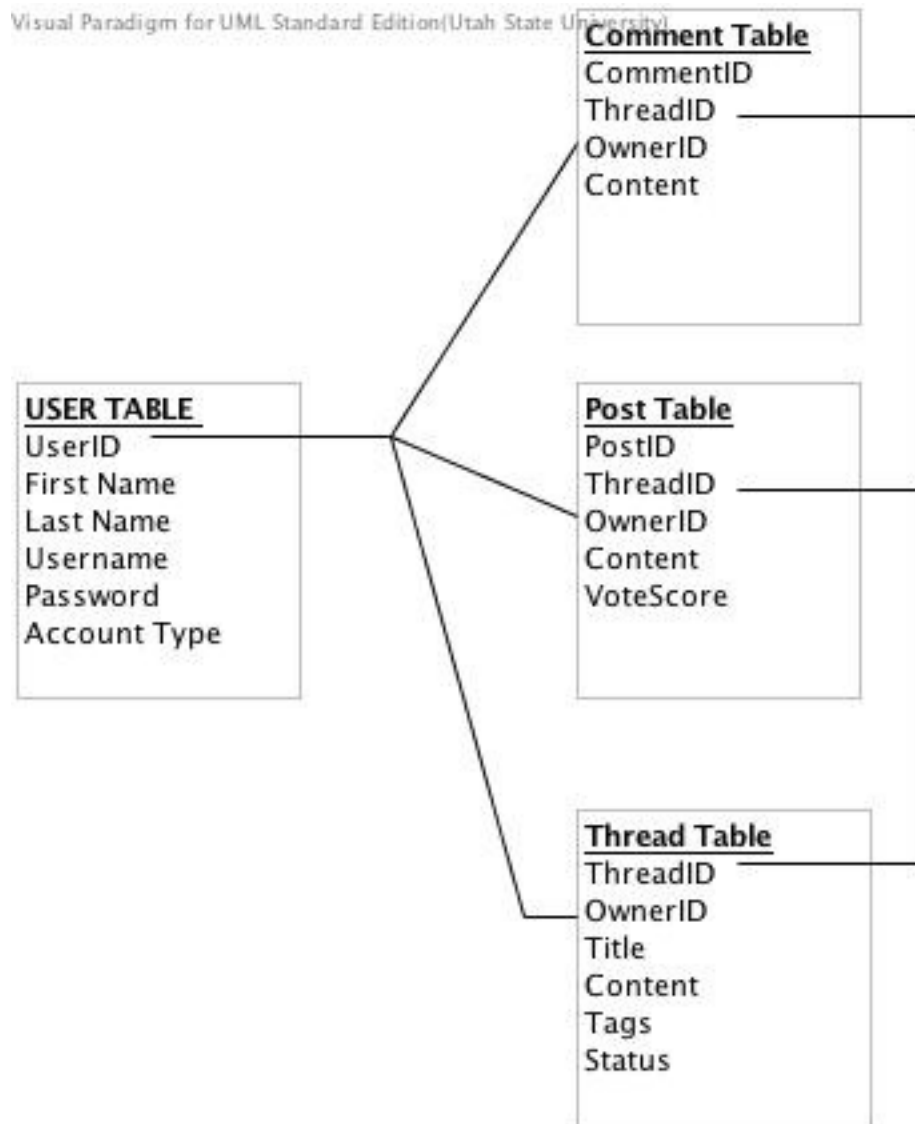 Visual Paradigm for UML Standard Edition(Utah State University)
Comment Table
CommentID
ThreadID
OwnerID
Content
USER TABLE
UserID
First Name
Last Name
Username
Password
Account Type
Post Table
PostID
ThreadID
OwnerID
Content
VoteScore
Thread Table
ThreadID
OwnerID
Title
Content
Tags
Status